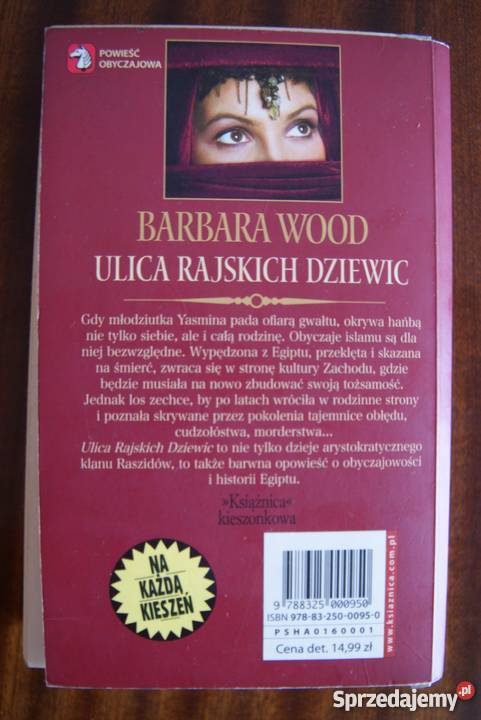 POWIEŚĆ
OBYCZAJOWA
BARBARA WOOD
ULICA RAJSKICH DZIEWIC
Gdy młodziutka Yasmina pada ofiarą gwałtu, okrywa hańbą
nie tylko siebie, ale i całą rodzinę. Obyczaje islamu są dla
niej bezwzględne. Wypędzona z Egiptu, przeklęta i skazana
na śmierć, zwraca się w stronę kultury Zachodu, gdzie
będzie musiała na nowo zbudować swoją tożsamość.
Jednak los zechce, by po latach wróciła w rodzinne strony
i poznała skrywane przez pokolenia tajemnice obłędu,
cudzołóstwa, morderstwa...
Ulica Rajskich Dziewic to nie tylko dzieje arystokratycznego
klanu Raszidów, to także barwna opowieść o obyczajowości
i historii Egiptu.
»Książnica«
kieszonkowa
NA
KAŻDĄ
KIESZEŃ
9 788325 000950
ISBN 978-83-250-0095-0
PSHA0160001
Cena det. 14,99 zł
www.ksiaznica.com.pl
Sprzedajemy.pl